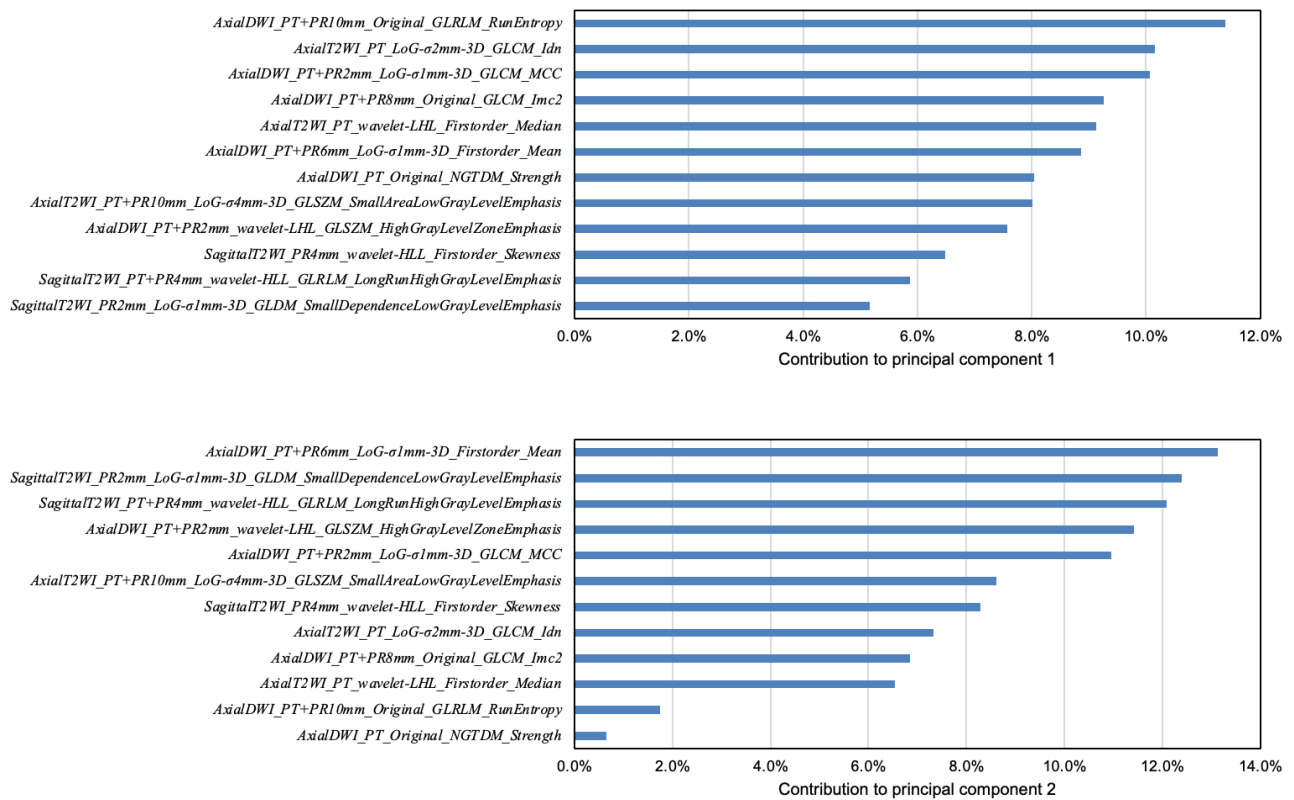 AxialDWI_PT+PR10mm_Original_GLRLM_RunEntropy
AxialT2WI_PT_LoG-σ2mm-3D_GLCM_Idn
AxialDWI_PT+PR2mm_LoG-σ1mm-3D_GLCM_MCC
AxialDWI_PT+PR8mm_Original_GLCM_Imc2
AxialT2WI_PT_wavelet-LHL_Firstorder_Median
AxialDWI_PT+PR6mm_LoG-σ1mm-3D_Firstorder_Mean
AxialDWI_PT_Original_NGTDM_Strength
AxialT2WI_PT+PR10mm_LoG-σ4mm-3D_GLSZM_SmallAreaLowGrayLevelEmphasis
AxialDWI_PT+PR2mm_wavelet-LHL_GLSZM_HighGrayLevelZoneEmphasis
SagittalT2WI_PR4mm_wavelet-HLL_Firstorder_Skewness
SagittalT2WI_PT+PR4mm_wavelet-HLL_GLRLM_LongRunHighGrayLevelEmphasis
SagittalT2WI_PR2mm_LoG-σ1mm-3D_GLDM_SmallDependenceLowGrayLevelEmphasis
0.0% 2.0% 4.0% 6.0% 8.0% 10.0% 12.0%
Contribution to principal component 1
AxialDWI_PT+PR6mm_LoG-σ1mm-3D_Firstorder_Mean
SagittalT2WI_PR2mm_LoG-σ1mm-3D_GLDM_SmallDependenceLowGrayLevelEmphasis
SagittalT2WI_PT+PR4mm_wavelet-HLL_GLRLM_LongRunHighGrayLevelEmphasis
AxialDWI_PT+PR2mm_wavelet-LHL_GLSZM_HighGrayLevelZoneEmphasis
AxialDWI_PT+PR2mm_LoG-σ1mm-3D_GLCM_MCC
AxialT2WI_PT+PR10mm_LoG-σ4mm-3D_GLSZM_SmallAreaLowGrayLevelEmphasis
SagittalT2WI_PR4mm_wavelet-HLL_Firstorder_Skewness
AxialT2WI_PT_LoG-σ2mm-3D_GLCM_Idn
AxialDWI_PT+PR8mm_Original_GLCM_Imc2
AxialT2WI_PT_wavelet-LHL_Firstorder_Median
AxialDWI_PT+PR10mm_Original_GLRLM_RunEntropy
AxialDWI_PT_Original_NGTDM_Strength
0.0% 2.0% 4.0% 6.0% 8.0% 10.0% 12.0% 14.0%
Contribution to principal component 2